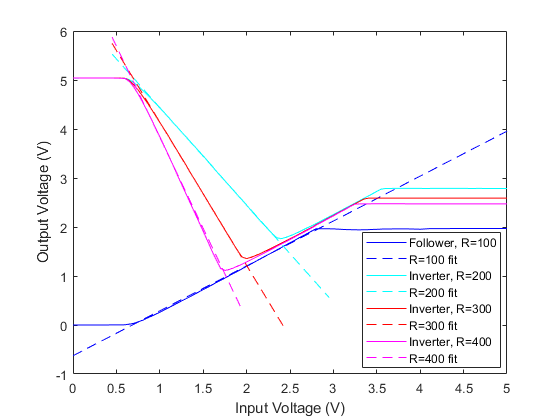 6
5
4
3
2
1
0
-1
Output Voltage (V)
Follower, R=100
R=100 fit
Inverter, R=200
R=200 fit
Inverter, R=300
R=300 fit
Inverter, R=400
R=400 fit
0 0.5 1 1.5 2 2.5 3 3.5 4 4.5 5
Input Voltage (V)